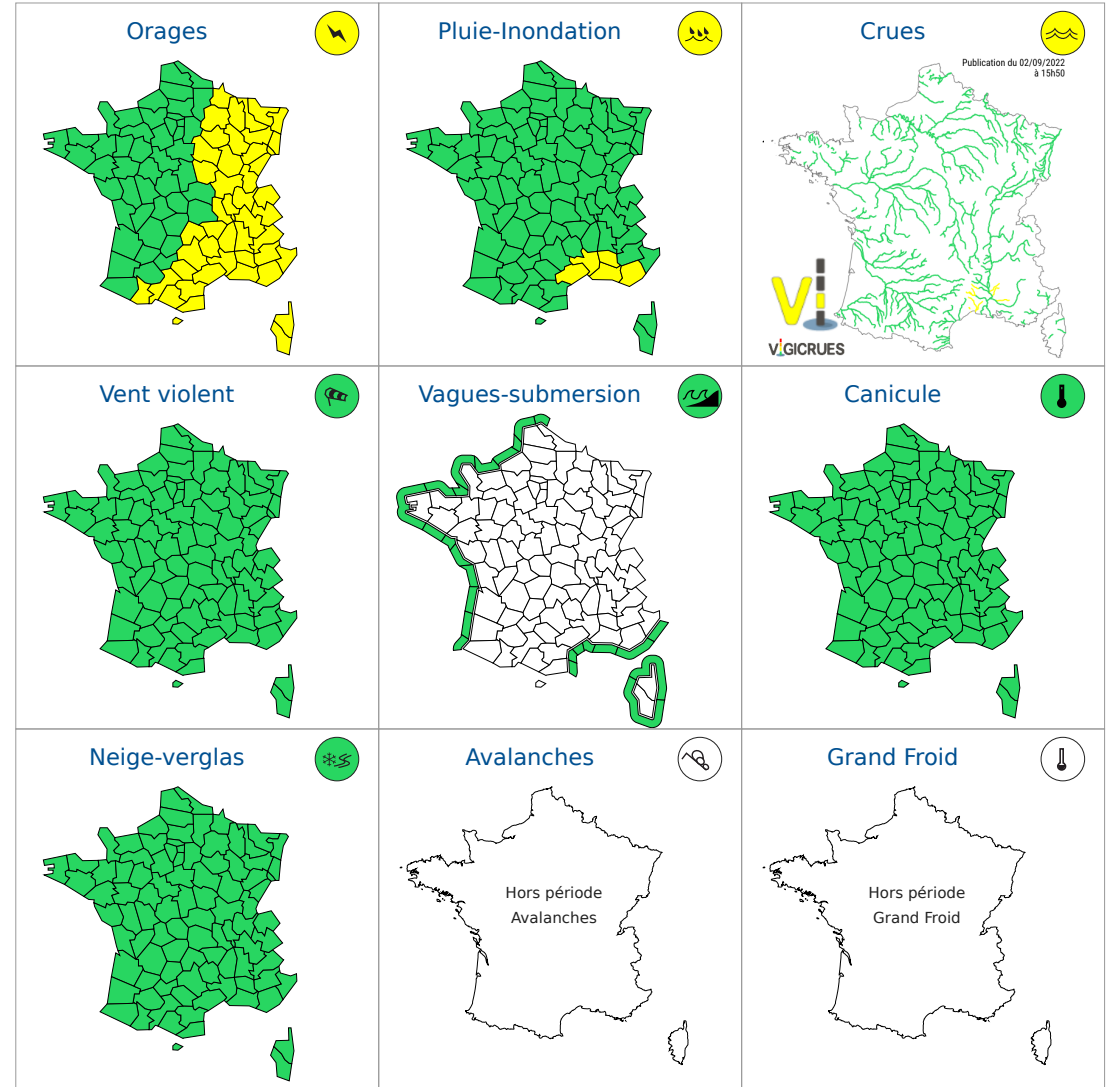 Orages
Pluie-Inondation
Crues
Publication du 02/09/2022
à 15h50
Vi
VIGICRUES
Vent violent
Vagues-submersion
Canicule
Neige-verglas
Avalanches
Grand Froid
Hors période
Avalanches
Hors période
Grand Froid